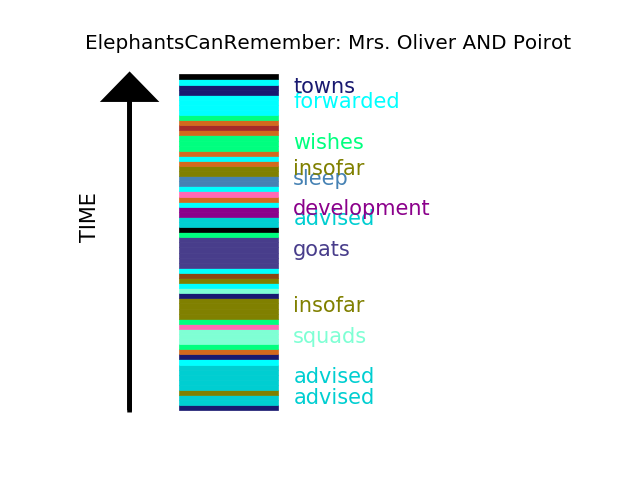 ElephantsCanRemember: Mrs. Oliver AND Poirot
towns
forwarded
wishes
insofar
sleep
development
advised
goats
insofar
squads
advised
advised
TIME